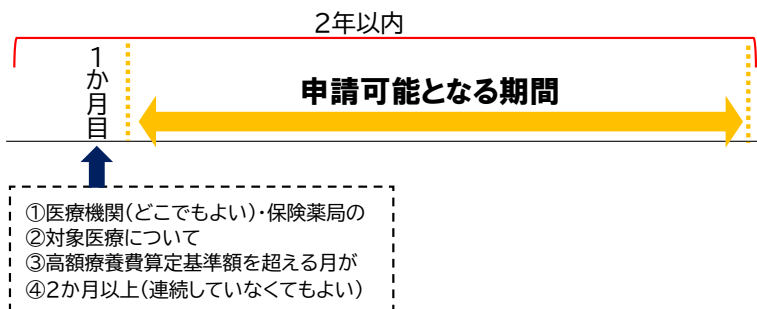 2年以内
1か月目
申請可能となる期間
①医療機関(どこでもよい)・保険薬局の
②対象医療について
③高額療養費算定基準額を超える月が
④2か月以上(連続していなくてもよい)